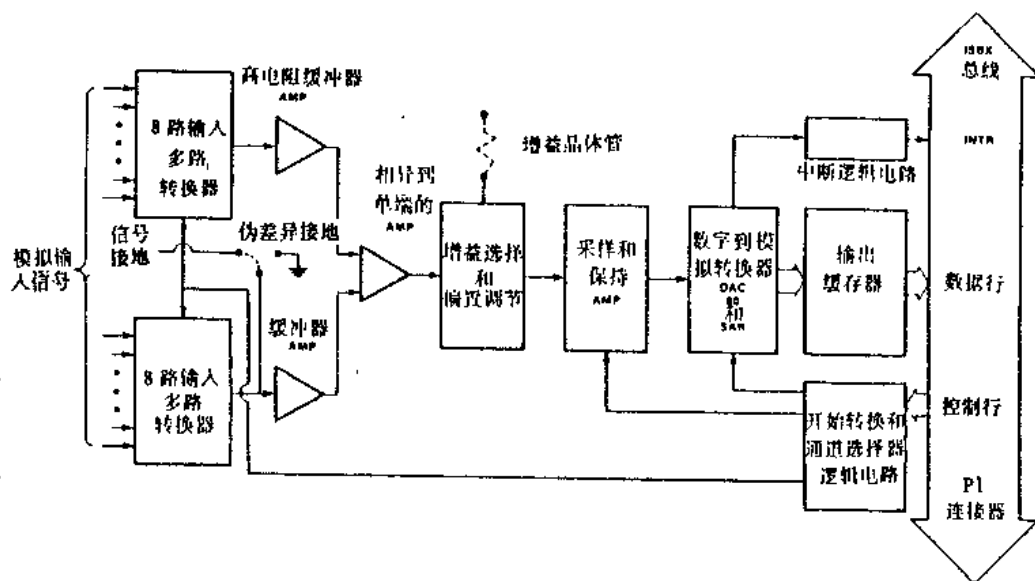 高电阻缓冲器
AMP
8 路输入
多路
转换器
信号
接地
伪差异接地
模拟输
入信号
缓冲器
AMP
8 路输入
多路
转换器
相异到
单端的
AMP
增益晶体管
增益选择
和
偏置调节
采样和
保持
AMP
数字到模
拟转换器
DAC
和
SAR
中断逻辑电路
输出
缓存器
开始转换和
通道选择器
逻辑电路
iSBX
总线
INTR
数据行
控制行
P1
连接器